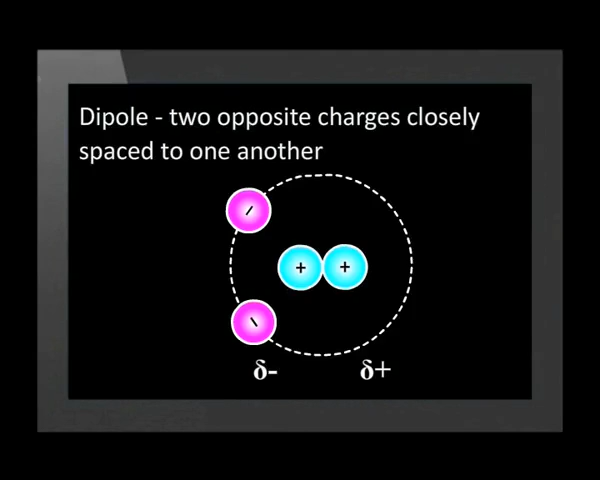 Dipole - two opposite charges closely
spaced to one another
-
+ +
-
δ- δ+